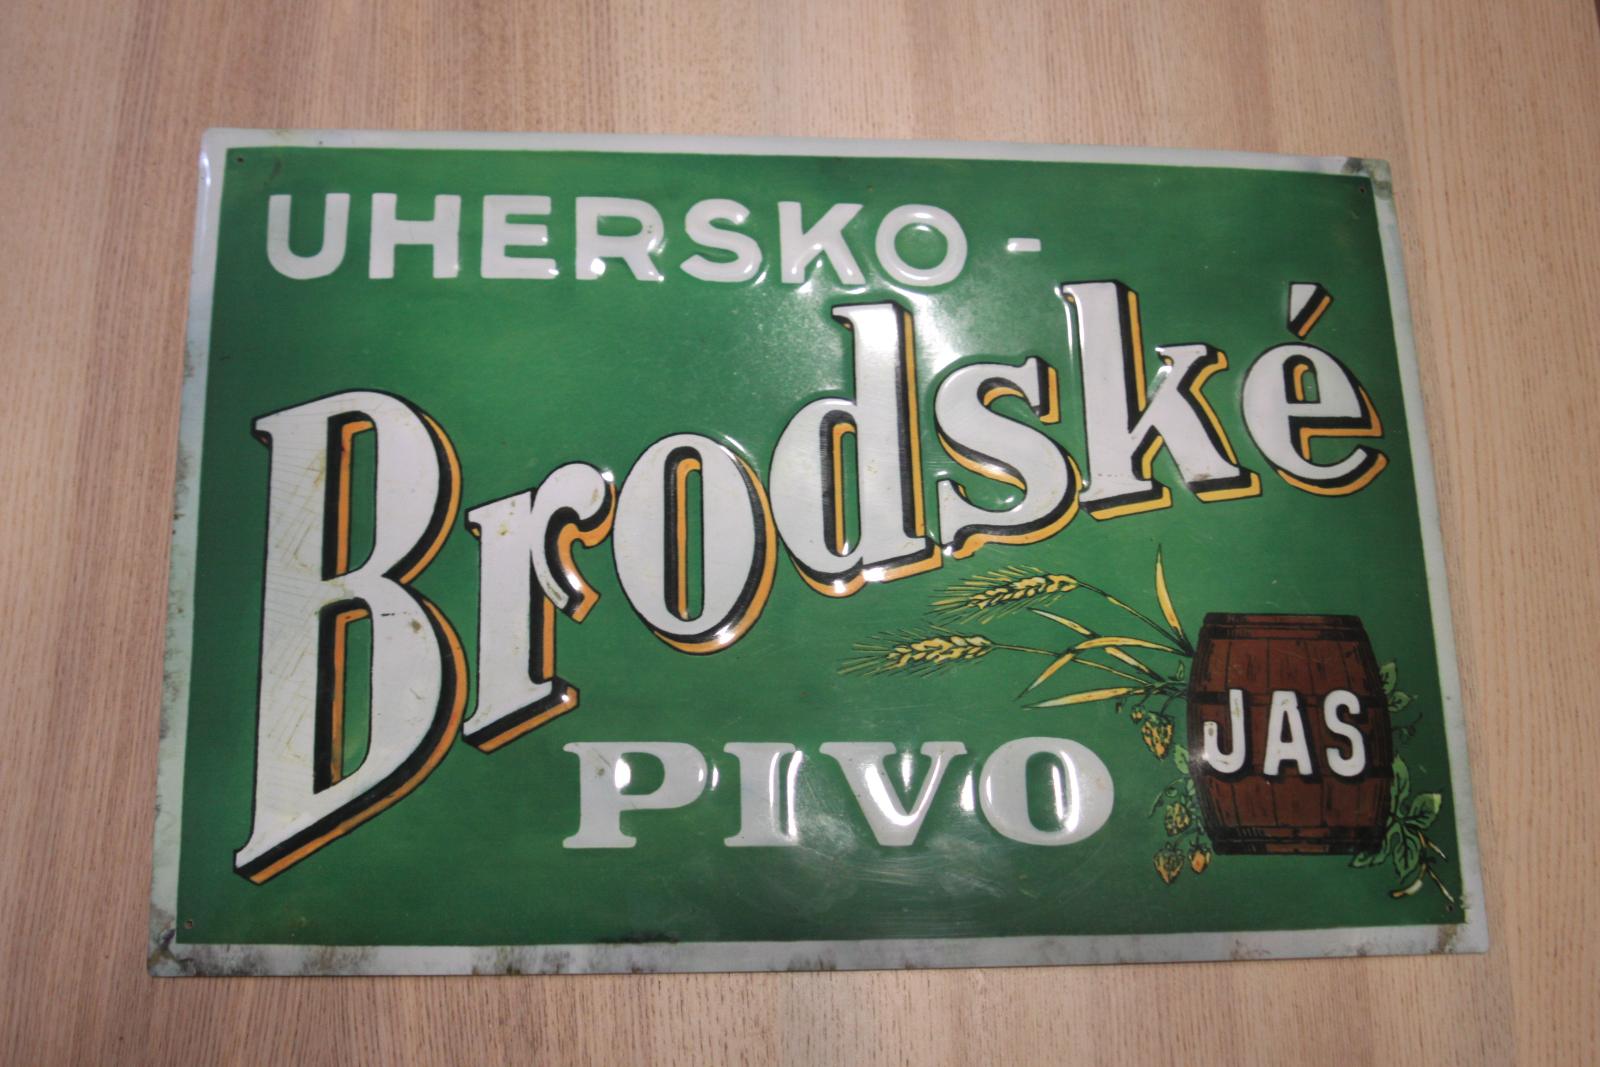 UHERSKO -
Brodské
PIVO
JAS